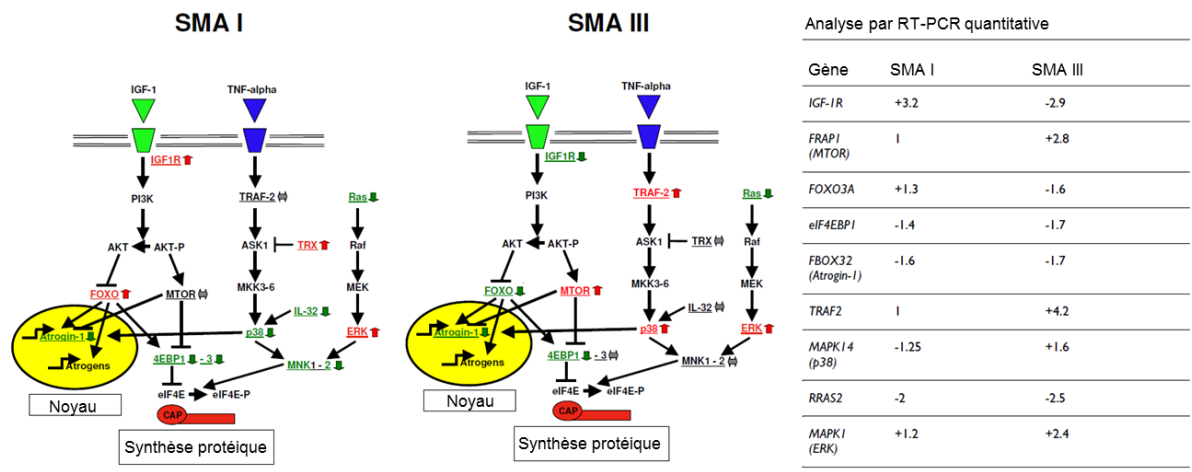 SMA I
IGF-1 TNF-alpha
IGF1R
PI3K
TRAF-2
Ras
AKT AKT-P
ASK1
TRX
Raf
MKK3-6
MEK
FOXO
MTOR
IL-32
Atrogin-1
p38
ERK
Atrogens
4EBP1 - 3
MNK1 - 2
Noyau
eIF4E eIF4E-P
CAP
Synthèse protéique
SMA III
IGF-1 TNF-alpha
IGF1R
PI3K
TRAF-2
Ras
AKT AKT-P
ASK1
TRX
Raf
MKK3-6
MEK
FOXO
MTOR
IL-32
Atrogin-1
p38
ERK
Atrogens
4EBP1 - 3
MNK1 - 2
Noyau
eIF4E eIF4E-P
CAP
Synthèse protéique
Analyse par RT-PCR quantitative
Gène SMA I SMA III
IGF-1R +3.2 -2.9
FRAP1 1 +2.8
(MTOR)
FOXO3A +1.3 -1.6
eIF4EBP1 -1.4 -1.7
FBOX32 -1.6 -1.7
(Atrogin-1)
TRAF2 1 +4.2
MAPK14 -1.25 +1.6
(p38)
RRAS2 -2 -2.5
MAPK1 +1.2 +2.4
(ERK)